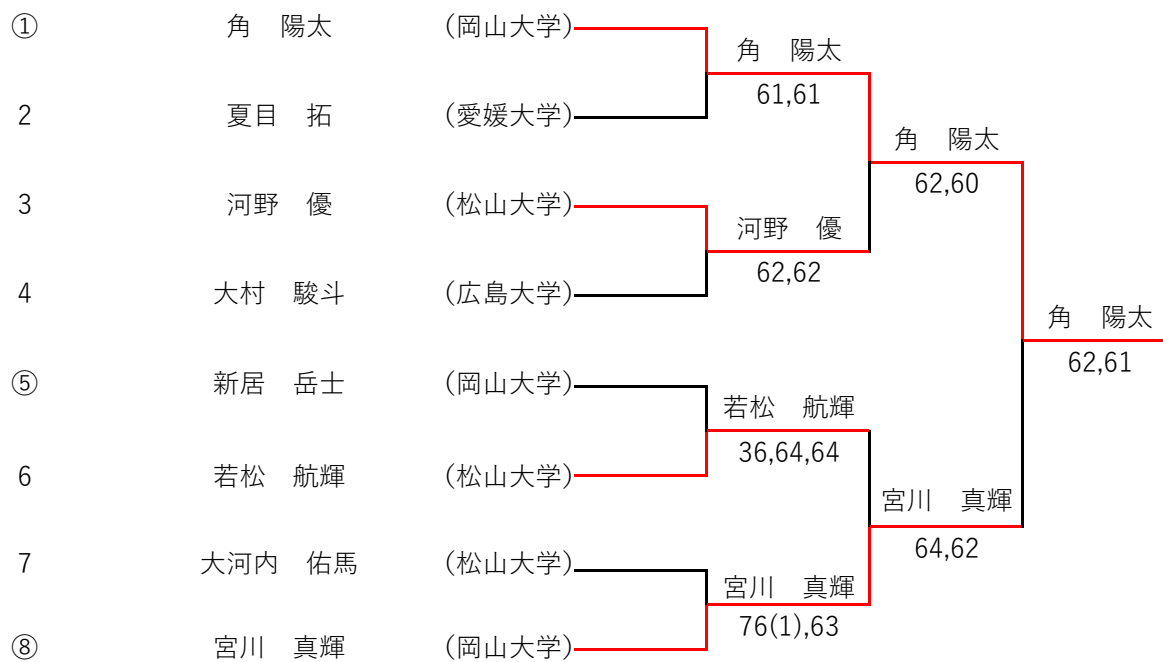 ① 角　陽太 (岡山大学)
角　陽太
61,61
2 夏目　拓 (愛媛大学)
角　陽太
62,60
3 河野　優 (松山大学)
河野　優
62,62
4 大村　駿斗 (広島大学)
角　陽太
62,61
⑤ 新居　岳士 (岡山大学)
若松　航輝
36,64,64
6 若松　航輝 (松山大学)
宮川　真輝
64,62
7 大河内　佑馬 (松山大学)
宮川　真輝
76(1),63
⑧ 宮川　真輝 (岡山大学)